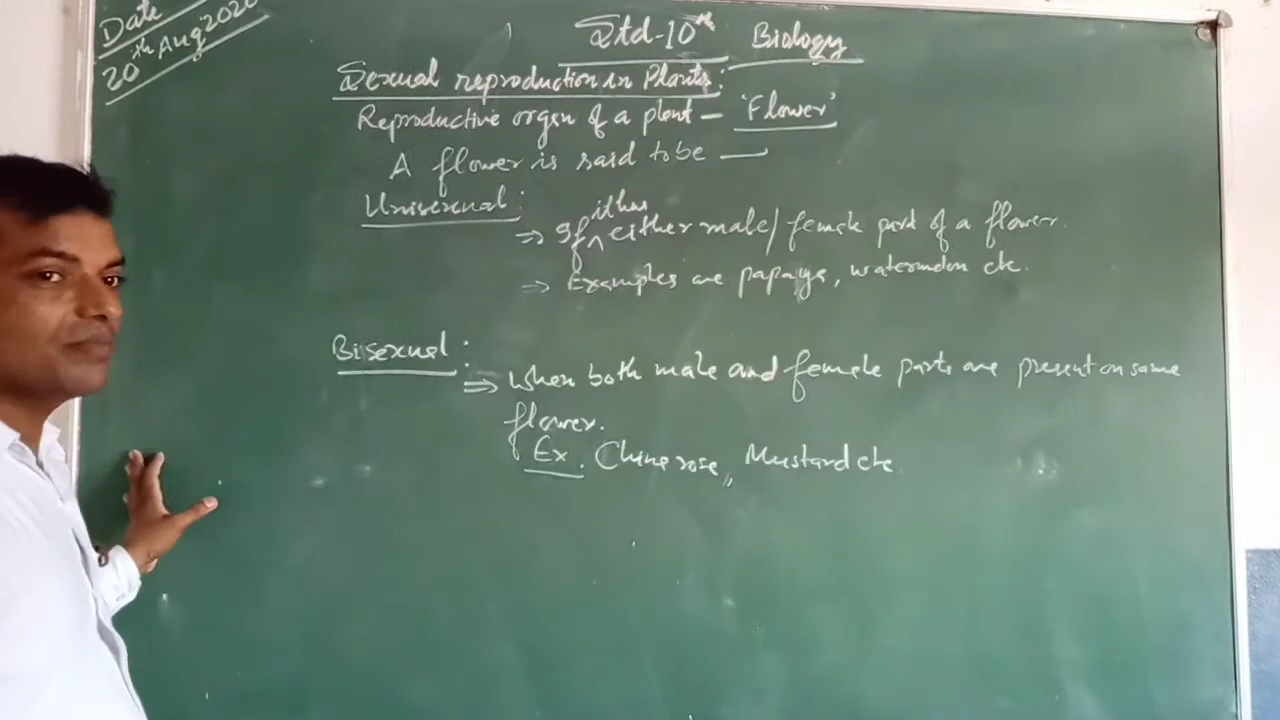 Date
20th Aug 2020
Std-10th Biology
Sexual reproduction in Plants:
Reproductive organ of a plant – 'Flower'
A flower is said to be —
Unisexual:
⇒ If it has either male/female part of a flower.
⇒ Examples are papaya, watermelon etc.
Bisexual:
⇒ When both male and female parts are present on same
flower.
Ex. China rose, Mustard etc.